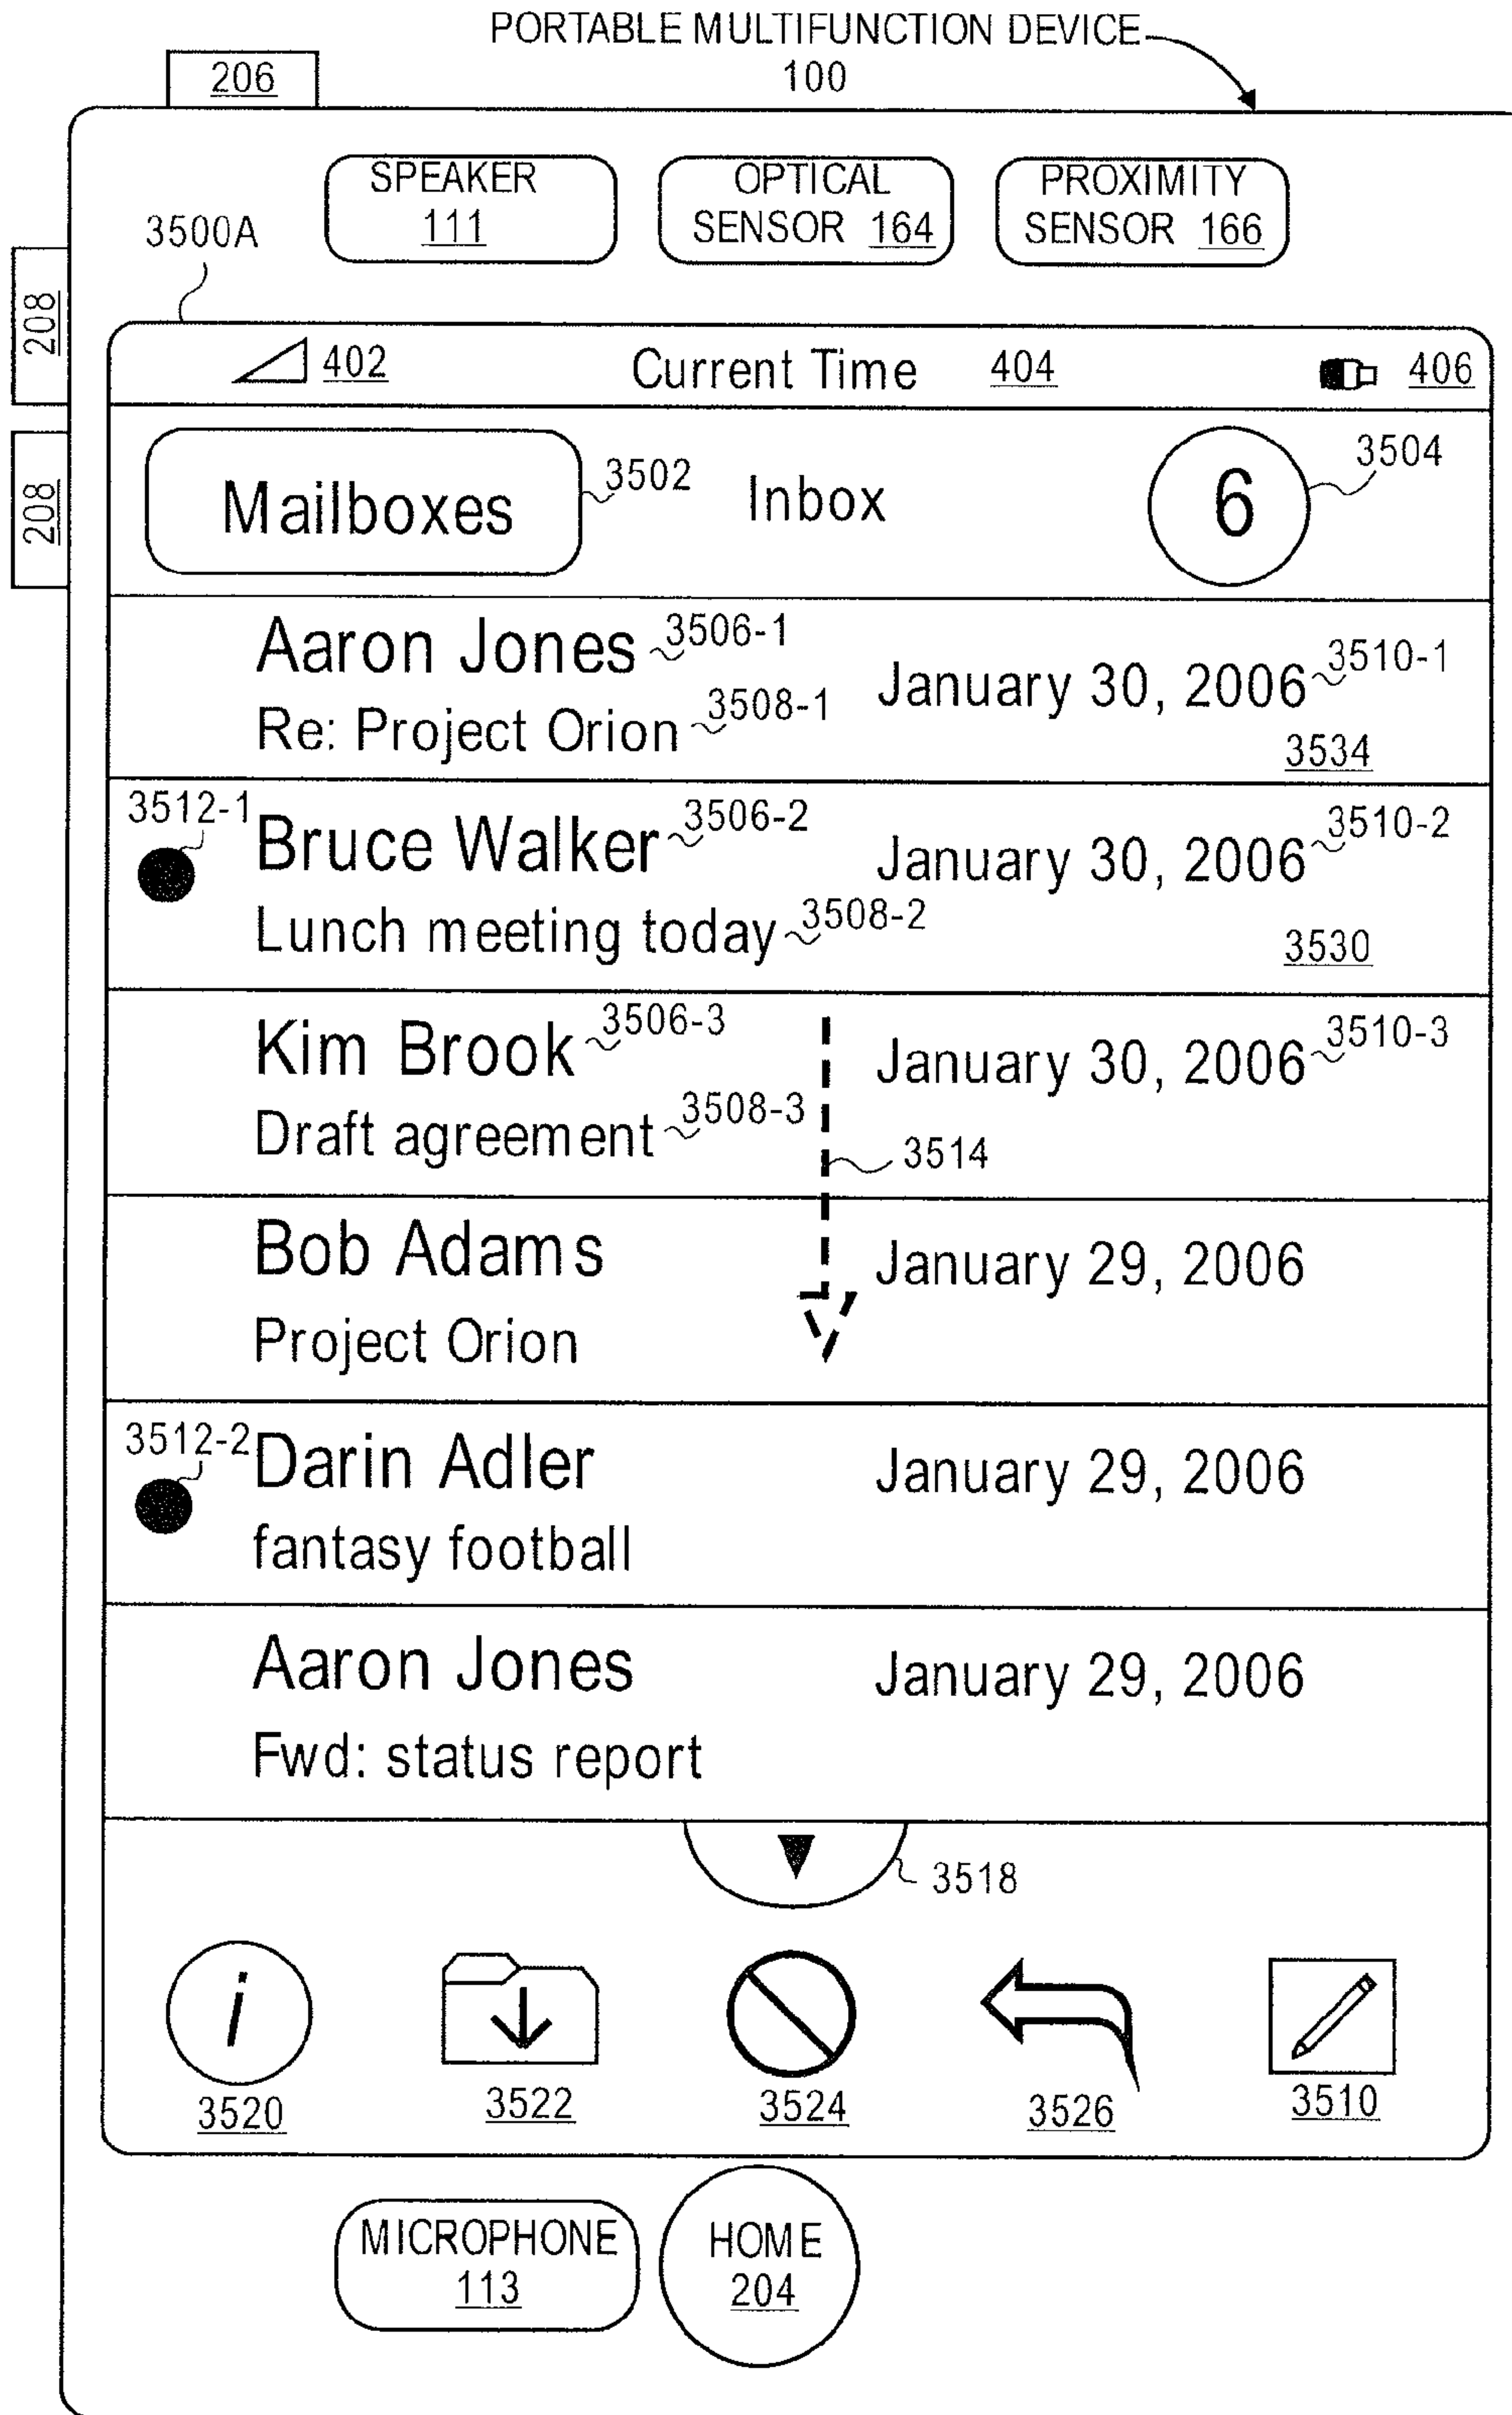 PORTABLE MULTIFUNCTION DEVICE
100
206
SPEAKER
111
OPTICAL
SENSOR 164
PROXIMITY
SENSOR 166
3500A
208
208
402 Current Time 404 406
Mailboxes 3502 Inbox 6 3504
Aaron Jones 3506-1
January 30, 2006 3510-1
Re: Project Orion 3508-1
3534
3512-1
Bruce Walker 3506-2
January 30, 2006 3510-2
Lunch meeting today 3508-2
3530
Kim Brook 3506-3
January 30, 2006 3510-3
Draft agreement 3508-3
3514
Bob Adams January 29, 2006
Project Orion
3512-2
Darin Adler January 29, 2006
fantasy football
Aaron Jones January 29, 2006
Fwd: status report
3518
i
3520 3522 3524 3526 3510
MICROPHONE
113
HOME
204